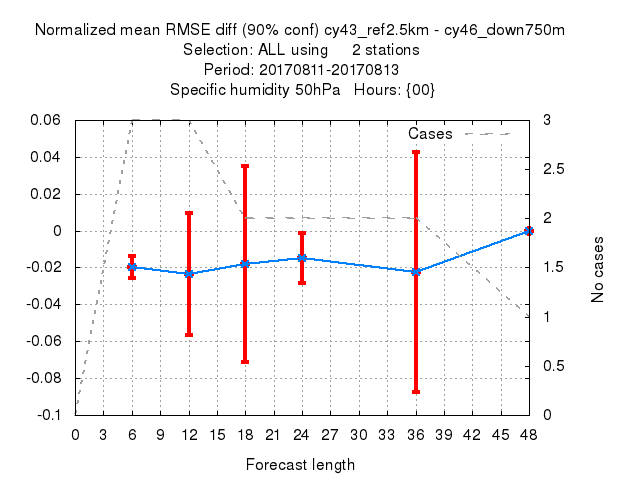 Normalized mean RMSE diff (90% conf) cy43_ref2.5km - cy46_down750m
Selection: ALL using     2 stations
Period: 20170811-20170813
Specific humidity 50hPa   Hours: {00}
Cases
0.06
0.04
0.02
0
-0.02
-0.04
-0.06
-0.08
-0.1
3
2.5
2
1.5
1
0.5
0
No cases
0 3 6 9 12 15 18 21 24 27 30 33 36 39 42 45 48
Forecast length